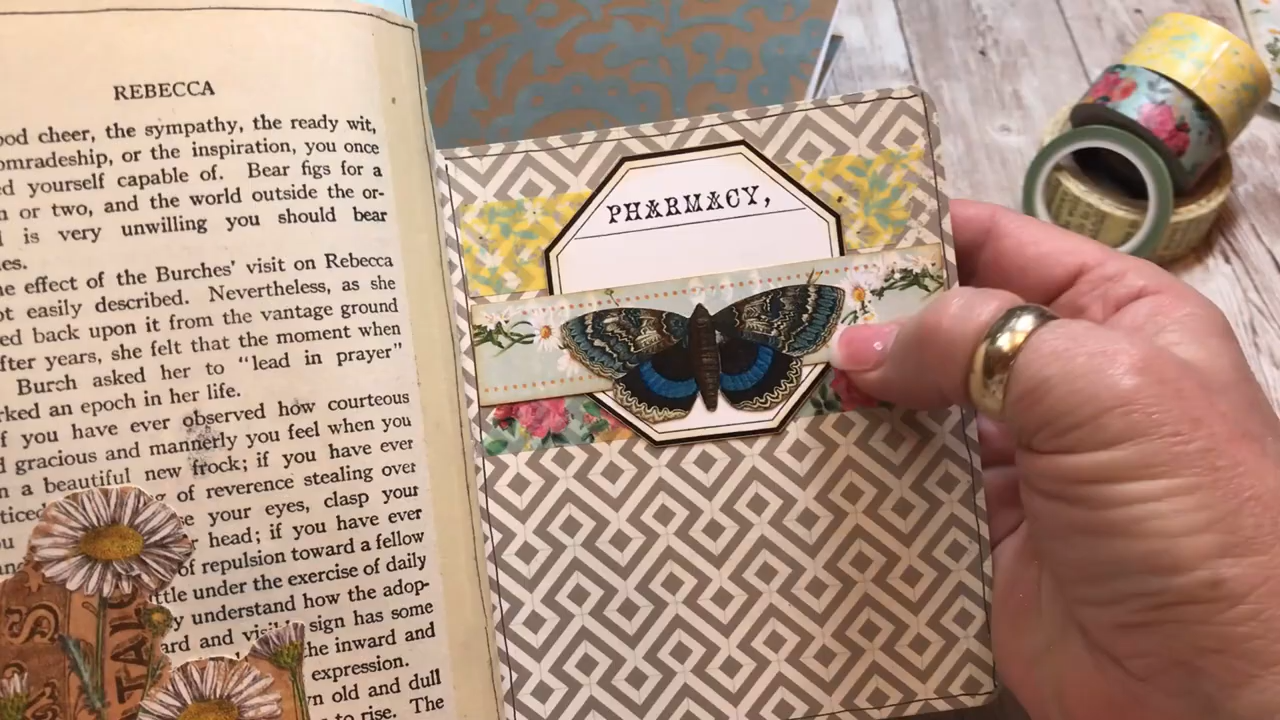 REBECCA
ood cheer, the sympathy, the ready wit,
omradeship, or the inspiration, you once
ed yourself capable of. Bear figs for a
n or two, and the world outside the or-
l is very unwilling you should bear
es.
he effect of the Burches' visit on Rebecca
ot easily described. Nevertheless, as she
ed back upon it from the vantage ground
fter years, she felt that the moment when
Burch asked her to "lead in prayer"
rked an epoch in her life.
f you have ever observed how courteous
d gracious and mannerly you feel when you
n a beautiful new frock; if you have ever
ticed of reverence stealing over
se your eyes, clasp your
r head; if you have ever
of repulsion toward a fellow
ttle under the exercise of daily
y understand how the adop-
ard and visible sign has some
the inward and
expression.
n old and dull
to rise. The
PHARMACY,